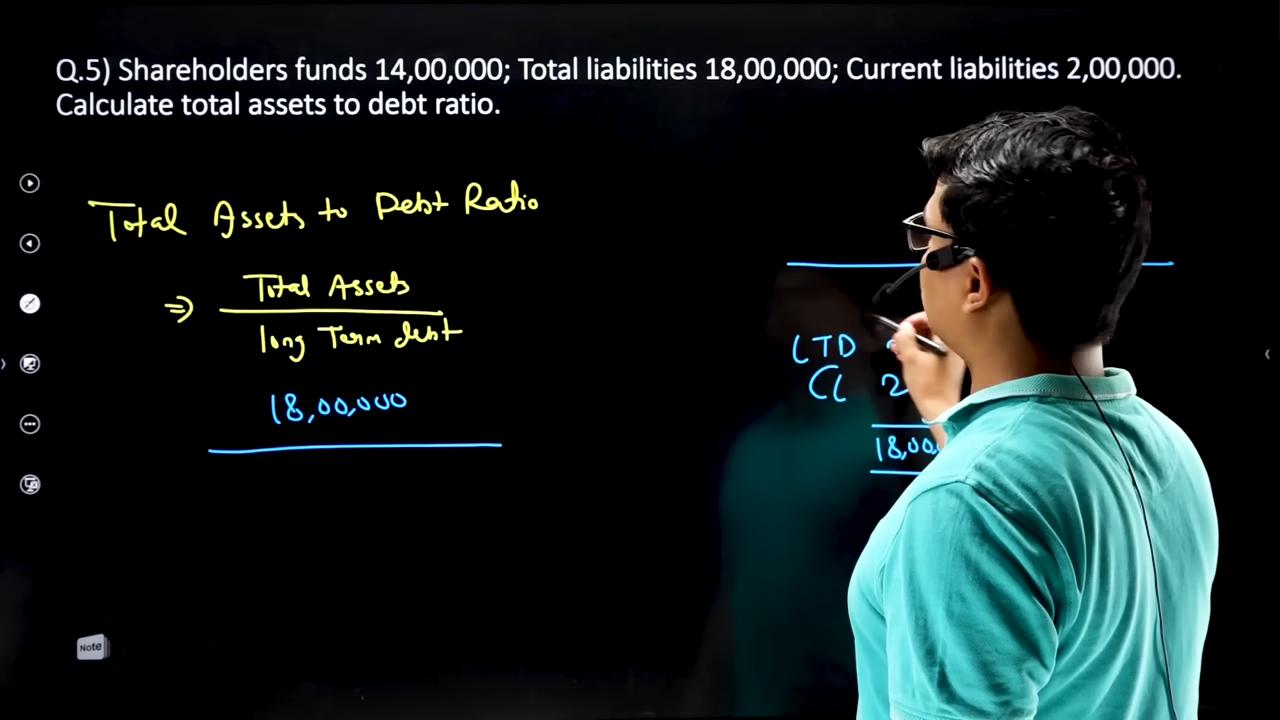 Q.5) Shareholders funds 14,00,000; Total liabilities 18,00,000; Current liabilities 2,00,000.
Calculate total assets to debt ratio.
Total Assets to Debt Ratio
⇒ Total Assets
long Term debt
18,00,000
LTD
CL 2
18,00,
Note